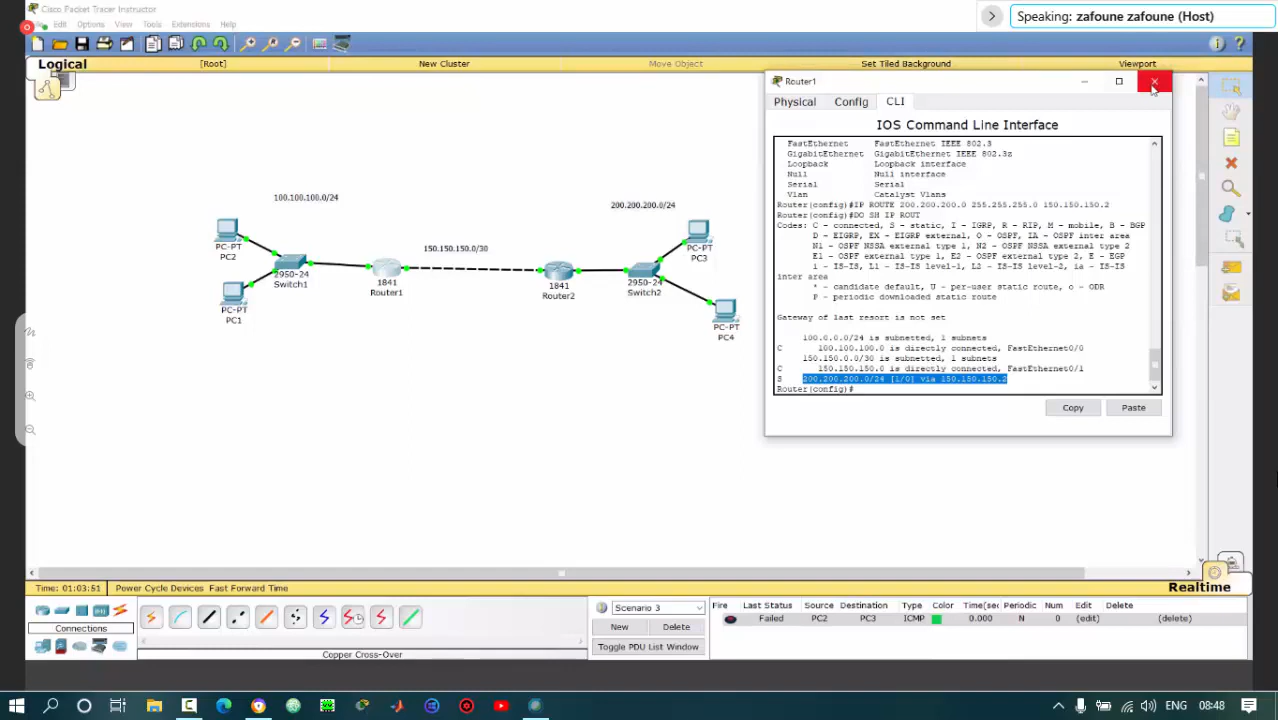 Cisco Packet Tracer Instructor
Speaking: zafoune zafoune (Host)
Edit Options View Tools Extensions Help
Logical [Root] New Cluster Move Object Set Tiled Background Viewport
Router1
Physical Config CLI
IOS Command Line Interface
FastEthernet FastEthernet IEEE 802.3
GigabitEthernet GigabitEthernet IEEE 802.3z
Loopback Loopback interface
Null Null interface
Serial Serial
Vlan Catalyst Vlans
Router(config)#IP ROUTE 200.200.200.0 255.255.255.0 150.150.150.2
Router(config)#DO SH IP ROUT
Codes: C - connected, S - static, I - IGRP, R - RIP, M - mobile, B - BGP
D - EIGRP, EX - EIGRP external, O - OSPF, IA - OSPF inter area
N1 - OSPF NSSA external type 1, N2 - OSPF NSSA external type 2
E1 - OSPF external type 1, E2 - OSPF external type 2, E - EGP
i - IS-IS, L1 - IS-IS level-1, L2 - IS-IS level-2, ia - IS-IS
inter area
* - candidate default, U - per-user static route, o - ODR
P - periodic downloaded static route
Gateway of last resort is not set
100.0.0.0/24 is subnetted, 1 subnets
C 100.100.100.0 is directly connected, FastEthernet0/0
150.150.0.0/30 is subnetted, 1 subnets
C 150.150.150.0 is directly connected, FastEthernet0/1
S 200.200.200.0/24 [1/0] via 150.150.150.2
Router(config)#
Copy Paste
100.100.100.0/24
200.200.200.0/24
150.150.150.0/30
PC-PT
PC2
2950-24
Switch1
PC-PT
PC1
1841
Router1
1841
Router2
2950-24
Switch2
PC-PT
PC3
PC-PT
PC4
Time: 01:03:51 Power Cycle Devices Fast Forward Time
Realtime
Connections
Copper Cross-Over
Scenario 3
New Delete
Toggle PDU List Window
Fire Last Status Source Destination Type Color Time(sec Periodic Num Edit Delete
Failed PC2 PC3 ICMP 0.000 N 0 (edit) (delete)
ENG 08:48